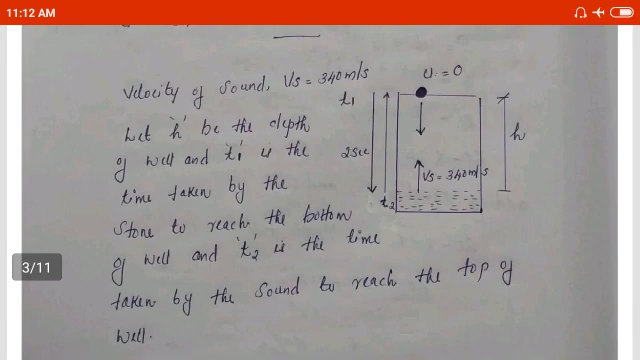 11:12 AM
Velocity of sound, Vs = 340 m/s
Let 'h' be the depth
of well and 't1' is the
time taken by the
stone to reach the bottom
of well and 't2' is the time
taken by the sound to reach the top of
well.
U = 0
t1
2sec
Vs = 340 m/s
t2
h
3/11